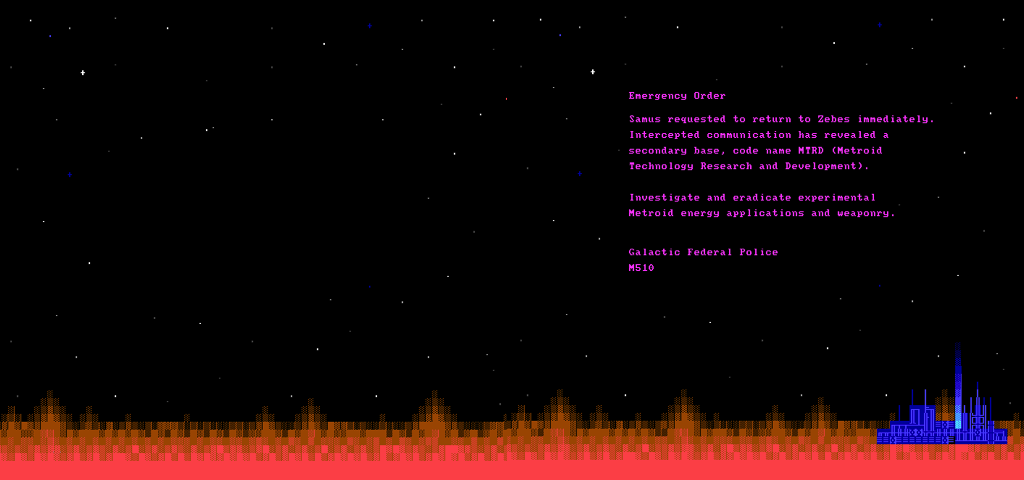 Emergency Order
Samus requested to return to Zebes immediately.
Intercepted communication has revealed a
secondary base, code name MTRD (Metroid
Technology Research and Development).
Investigate and eradicate experimental
Metroid energy applications and weaponry.
Galactic Federal Police
M510